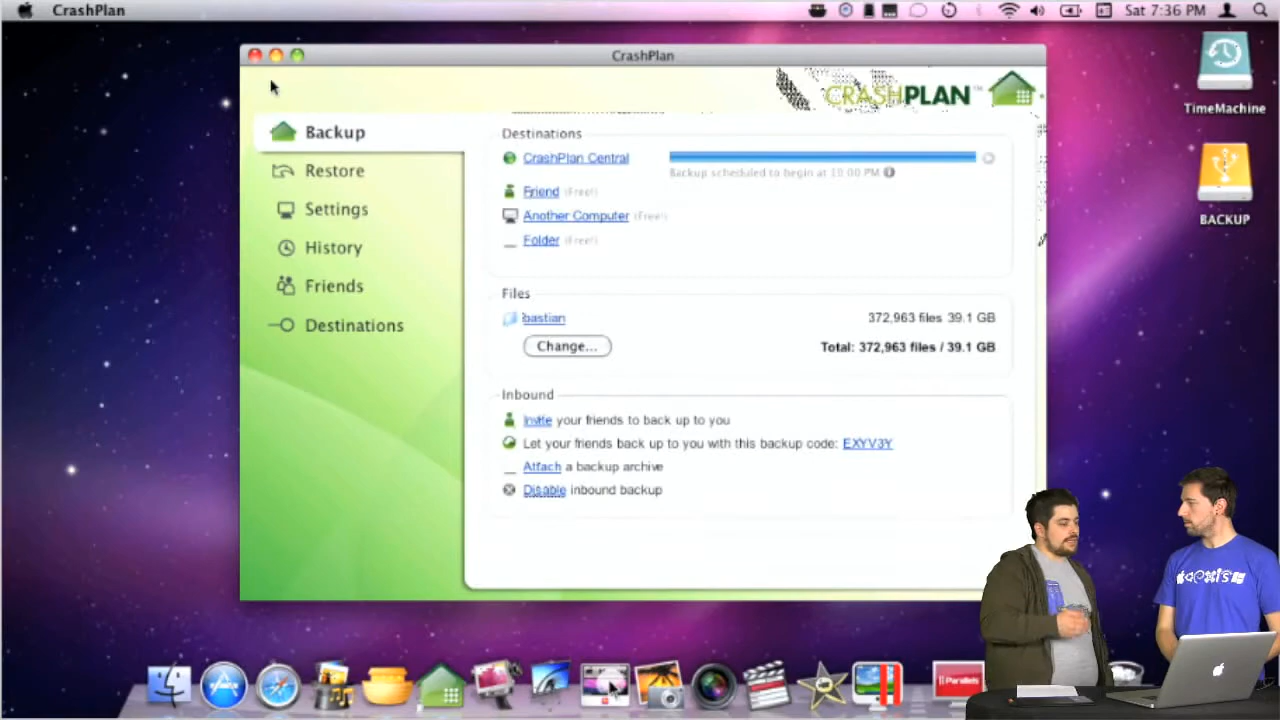 CrashPlan
Sat 7:36 PM
CrashPlan
CRASHPLAN
TimeMachine
BACKUP
Backup
Restore
Settings
History
Friends
Destinations
Destinations
CrashPlan Central
Backup scheduled to begin at 10:00 PM
Friend (Free!)
Another Computer (Free!)
Folder (Free!)
Files
bastian
372,963 files 39.1 GB
Change...
Total: 372,963 files / 39.1 GB
Inbound
Invite your friends to back up to you
Let your friends back up to you with this backup code: EXYV3Y
Attach a backup archive
Disable inbound backup
Parallels